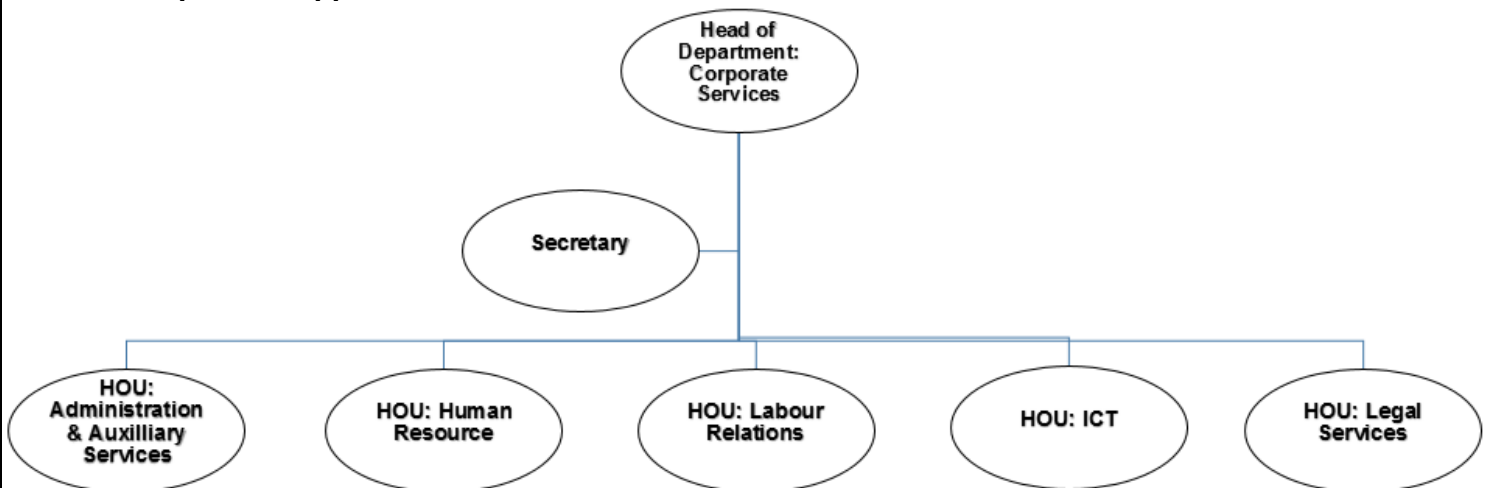 Head of
Department:
Corporate
Services
Secretary
HOU:
Administration
& Auxilliary
Services
HOU: Human
Resource
HOU: Labour
Relations
HOU: ICT
HOU: Legal
Services